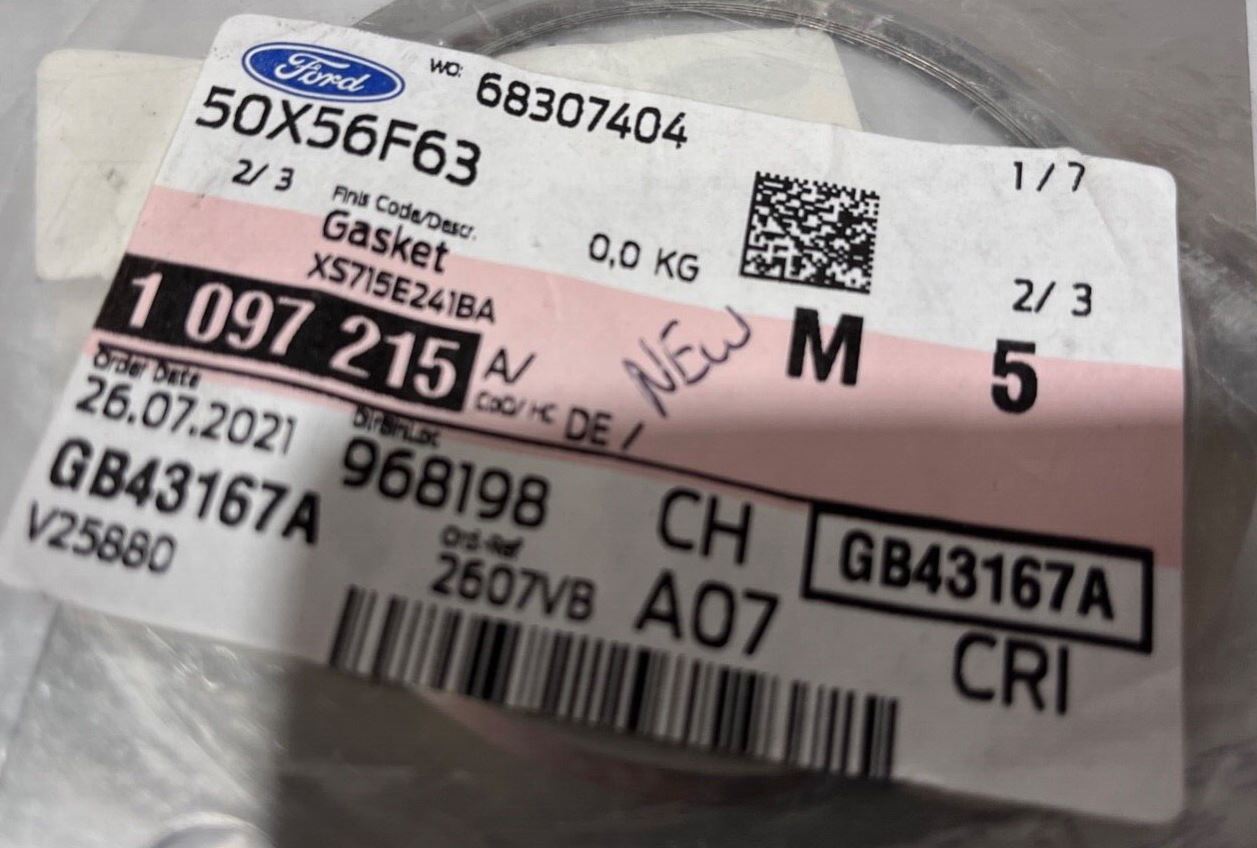 Ford
WO: 68307404
50X56F63
1 / 7
2/ 3
Finis Code/Descr.
Gasket
0,0 KG
XS715E241BA
2/ 3
1 097 215
A/
NEW
M 5
CoO/ HC DE /
Order Date
26.07.2021
968198
CH
GB43167A
GB43167A
V25880
Ord-Ref
2607VB
A07
CRI